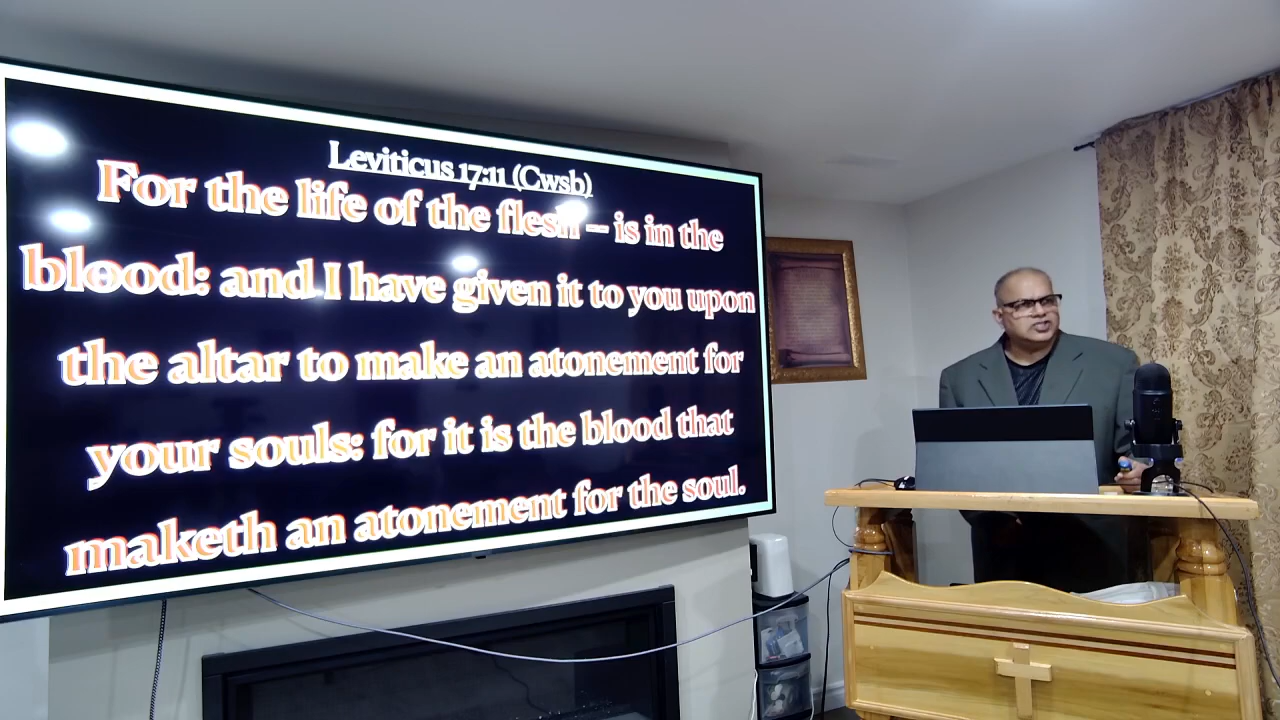 Leviticus 17:11 (Cwsb)
For the life of the flesh -- is in the
blood: and I have given it to you upon
the altar to make an atonement for
your souls: for it is the blood that
maketh an atonement for the soul.